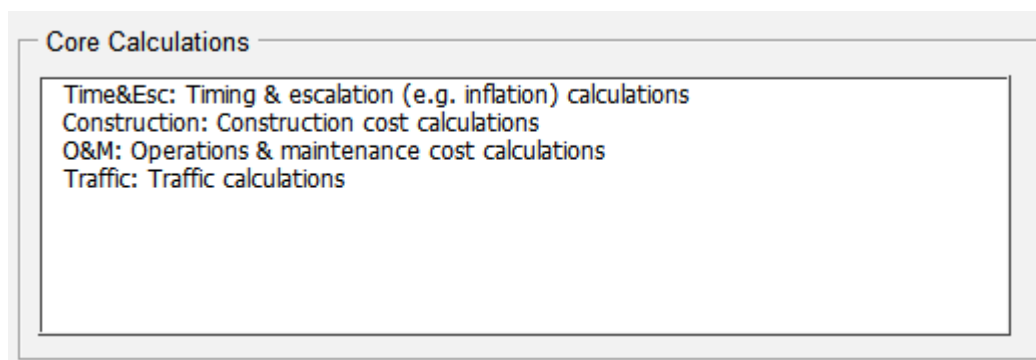 Core Calculations
Time&Esc: Timing & escalation (e.g. inflation) calculations
Construction: Construction cost calculations
O&M: Operations & maintenance cost calculations
Traffic: Traffic calculations